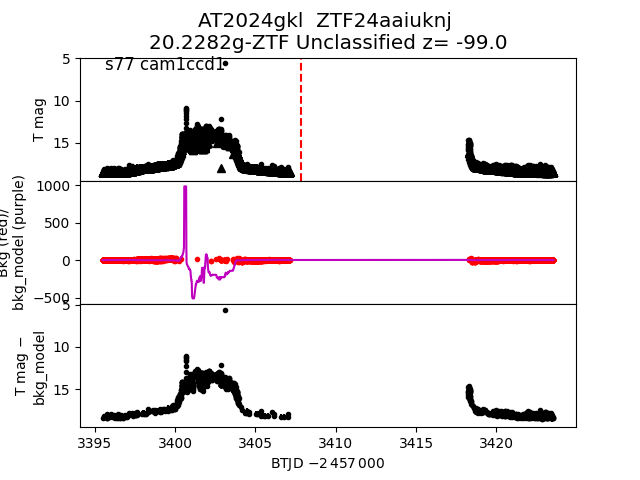 AT2024gkl  ZTF24aaiuknj
20.2282g-ZTF Unclassified z= -99.0
s77 cam1ccd1
5
10
15
T mag
1000
500
0
−500
Bkg (red)/
bkg_model (purple)
5
10
15
T mag −
bkg_model
3395 3400 3405 3410 3415 3420
BTJD −2 457 000